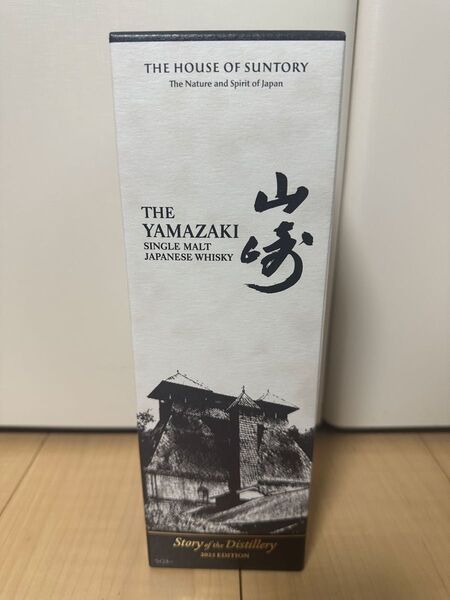 THE HOUSE OF SUNTORY
The Nature and Spirit of Japan
山崎
THE
YAMAZAKI
SINGLE MALT
JAPANESE WHISKY
Story of the Distillery
EDITION